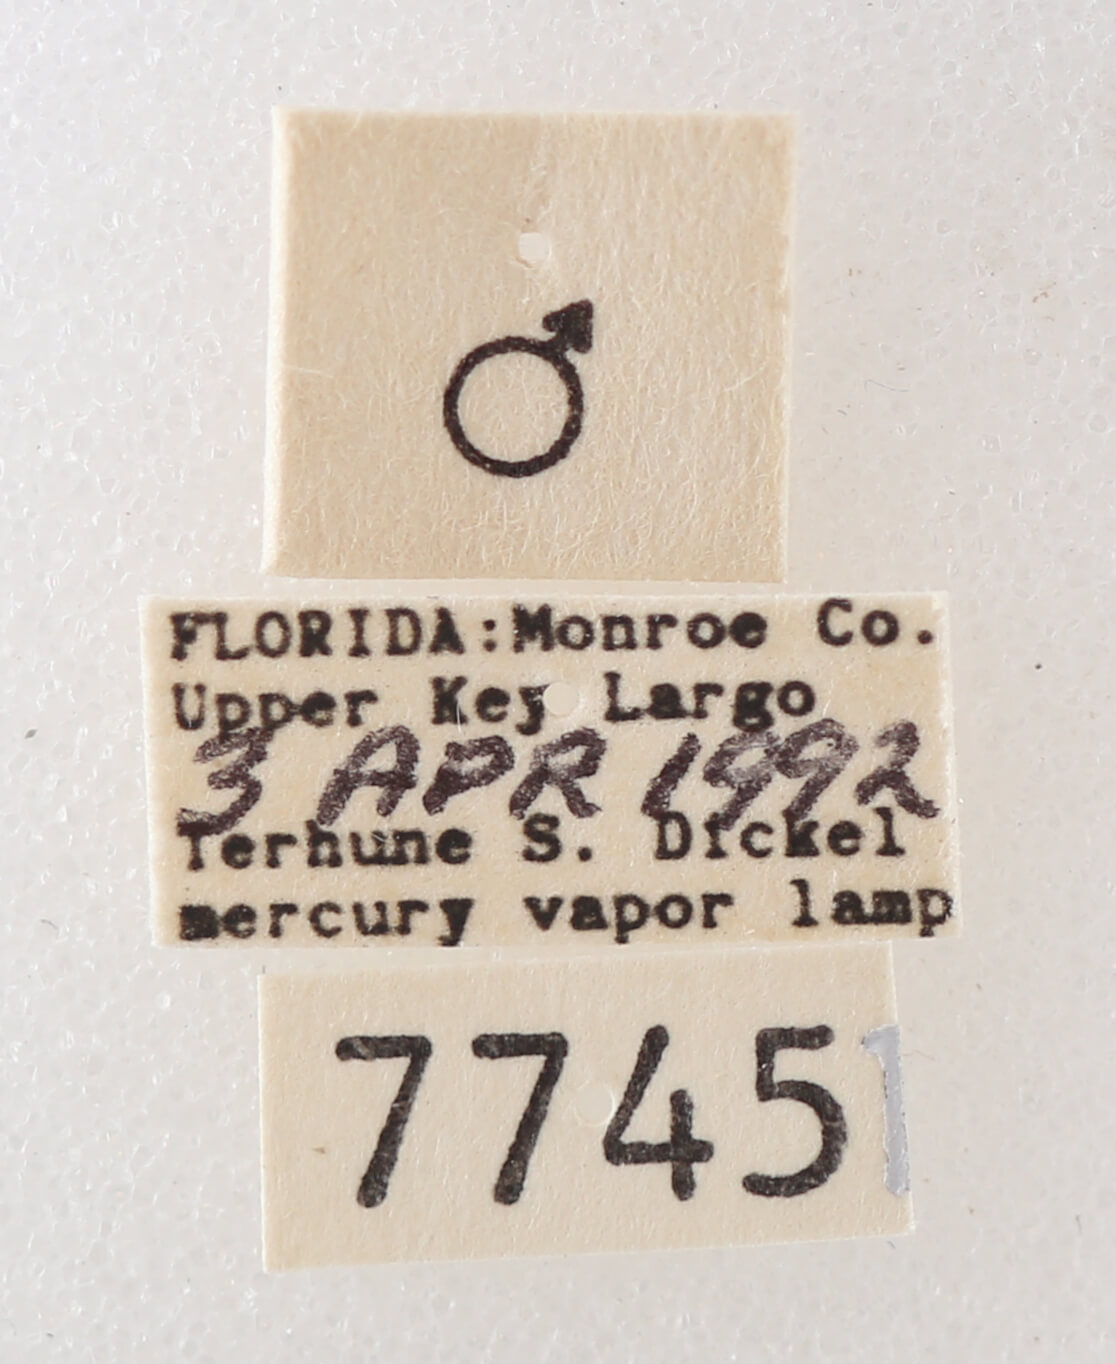 ♂
FLORIDA:Monroe Co.
Upper Key Largo
3 APR 1992
Terhune S. Dickel
mercury vapor lamp
7745